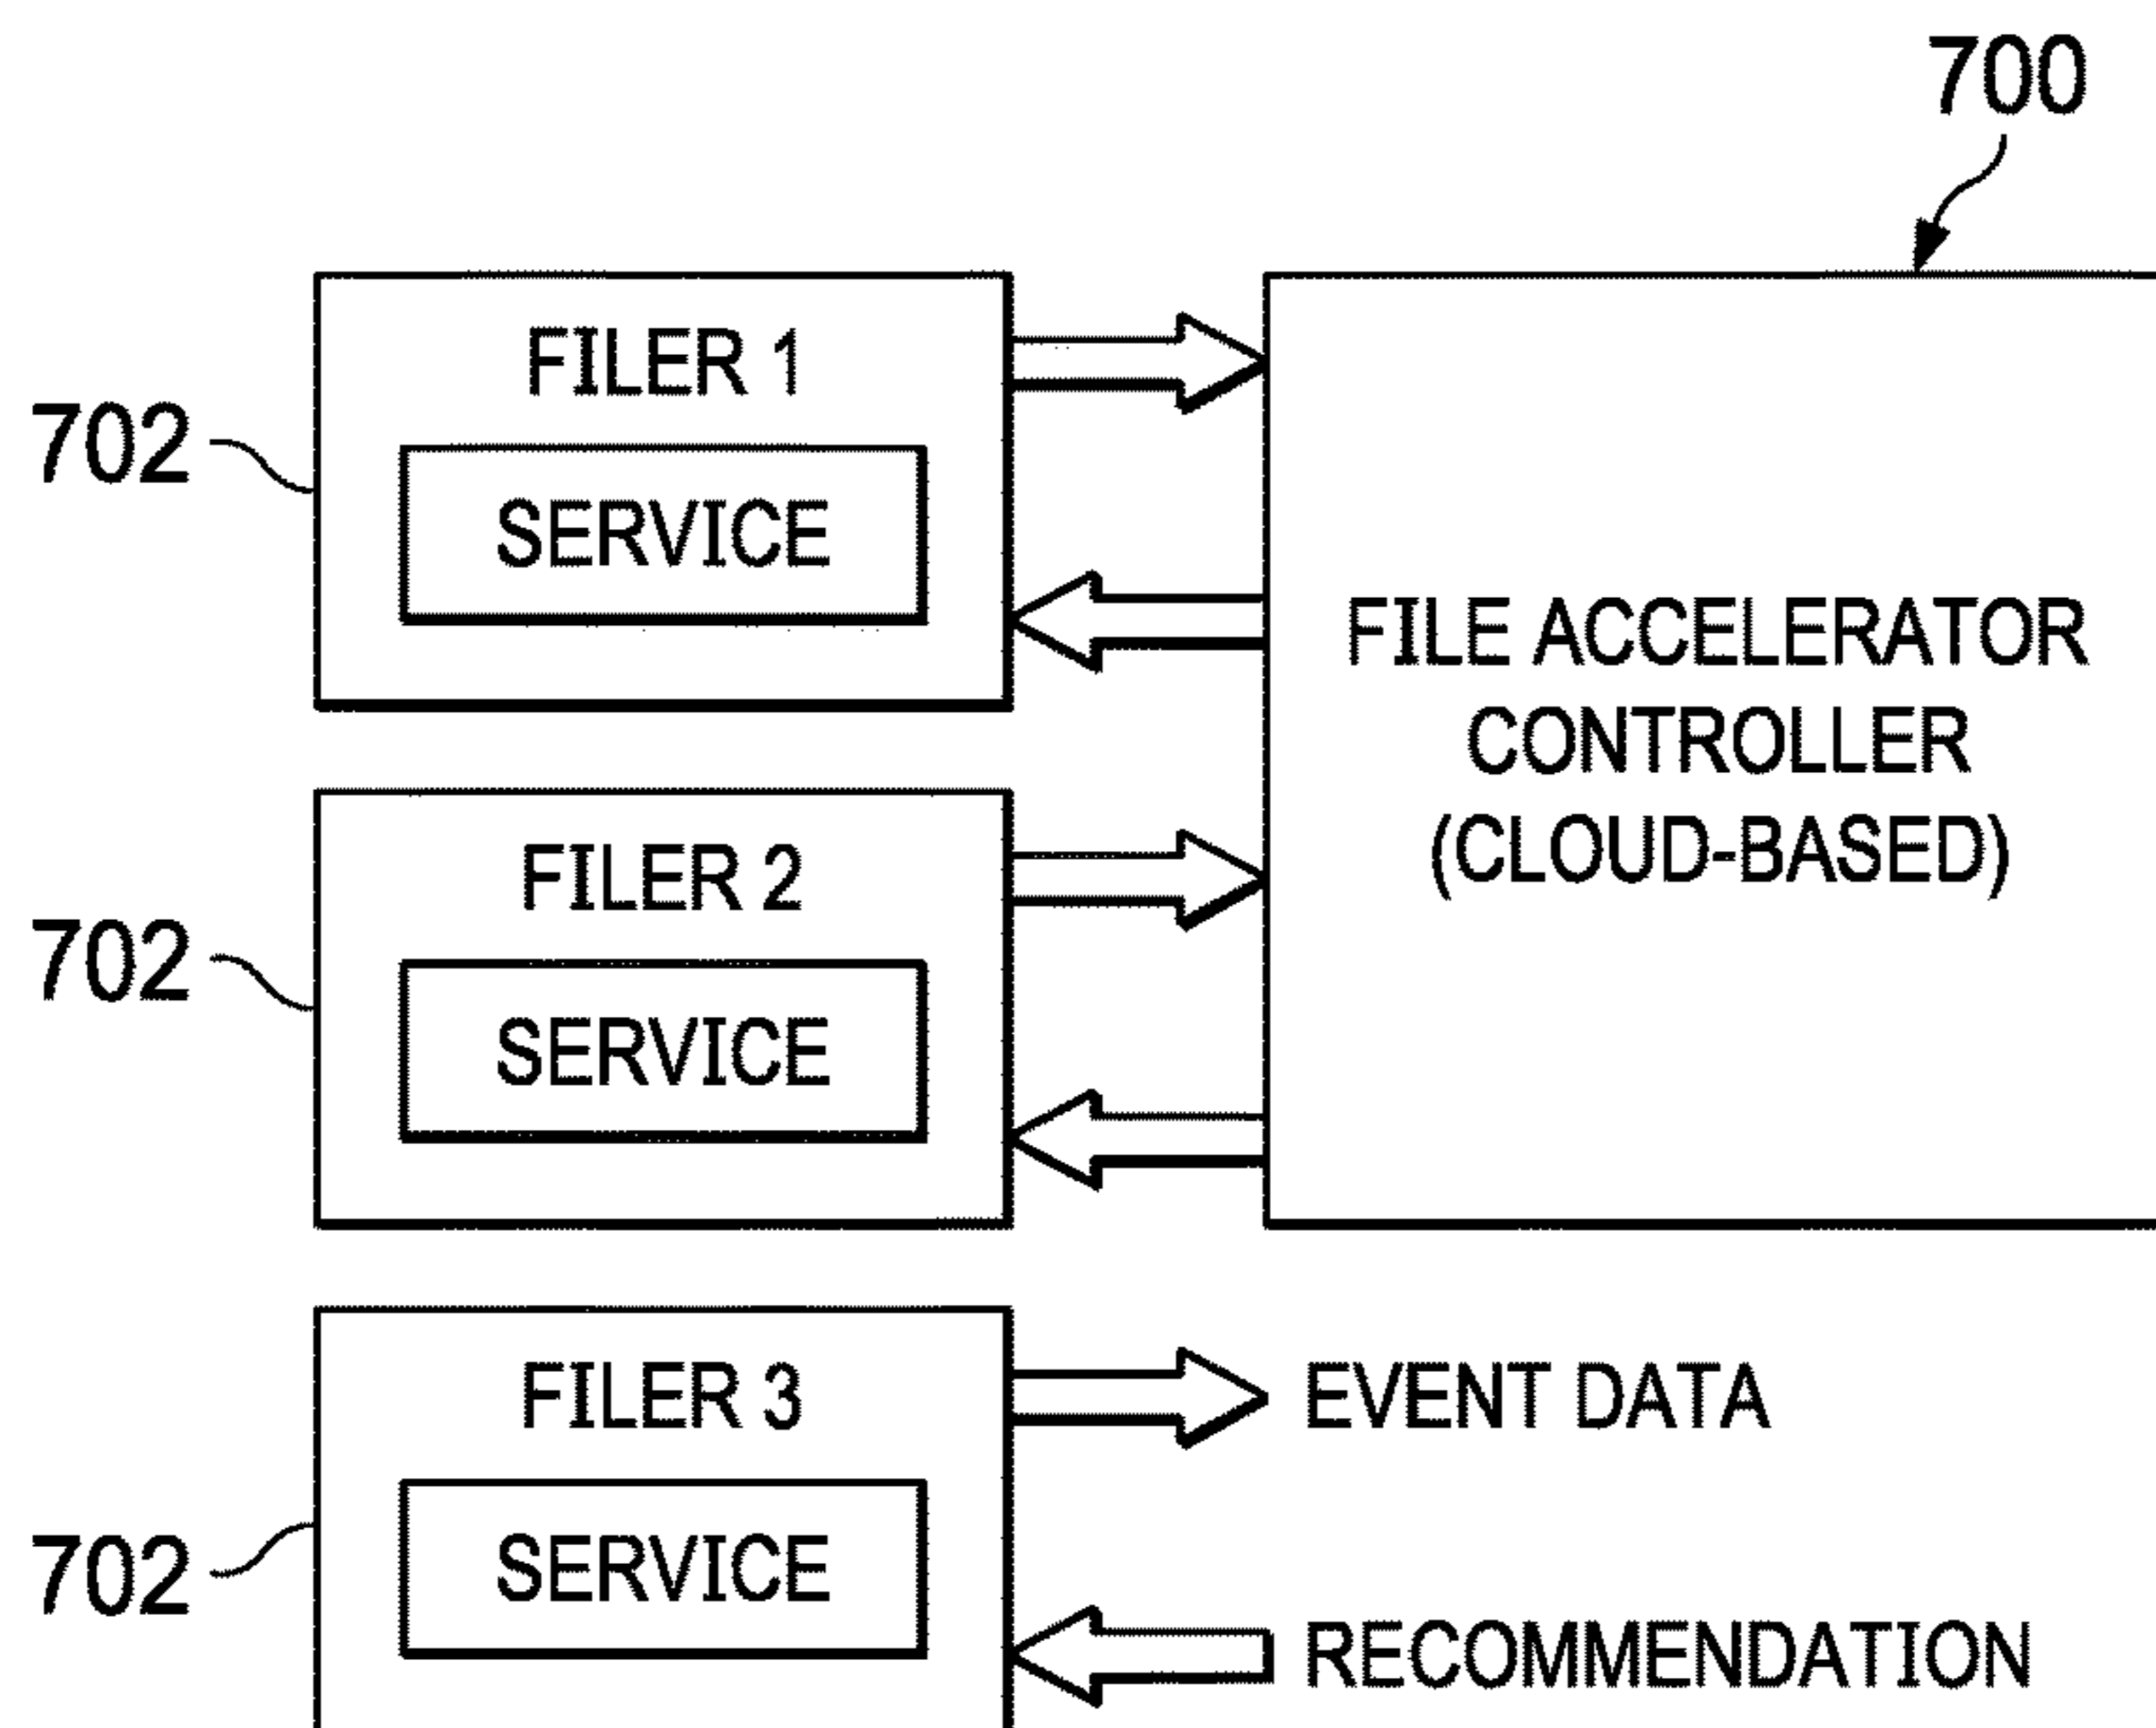 700
FILER 1
702
SERVICE
FILE ACCELERATOR
CONTROLLER
(CLOUD-BASED)
FILER 2
702
SERVICE
FILER 3
EVENT DATA
702
SERVICE
RECOMMENDATION